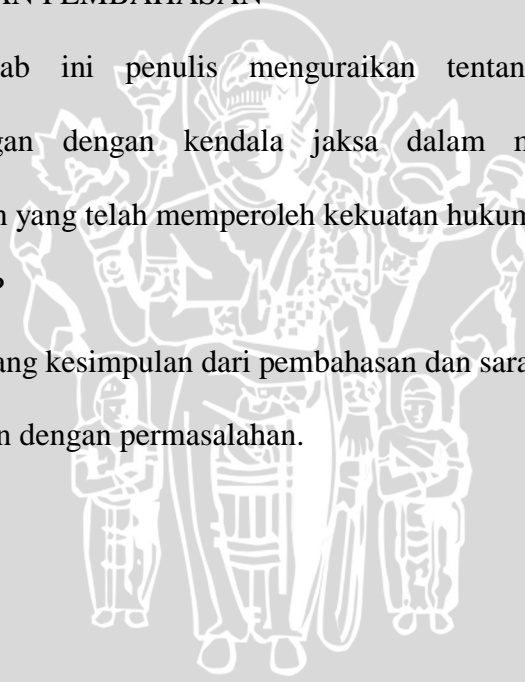 AN PEMBAHASAN
ab ini penulis menguraikan tentan
gan dengan kendala jaksa dalam m
n yang telah memperoleh kekuatan hukum
P
ang kesimpulan dari pembahasan dan sara
n dengan permasalahan.